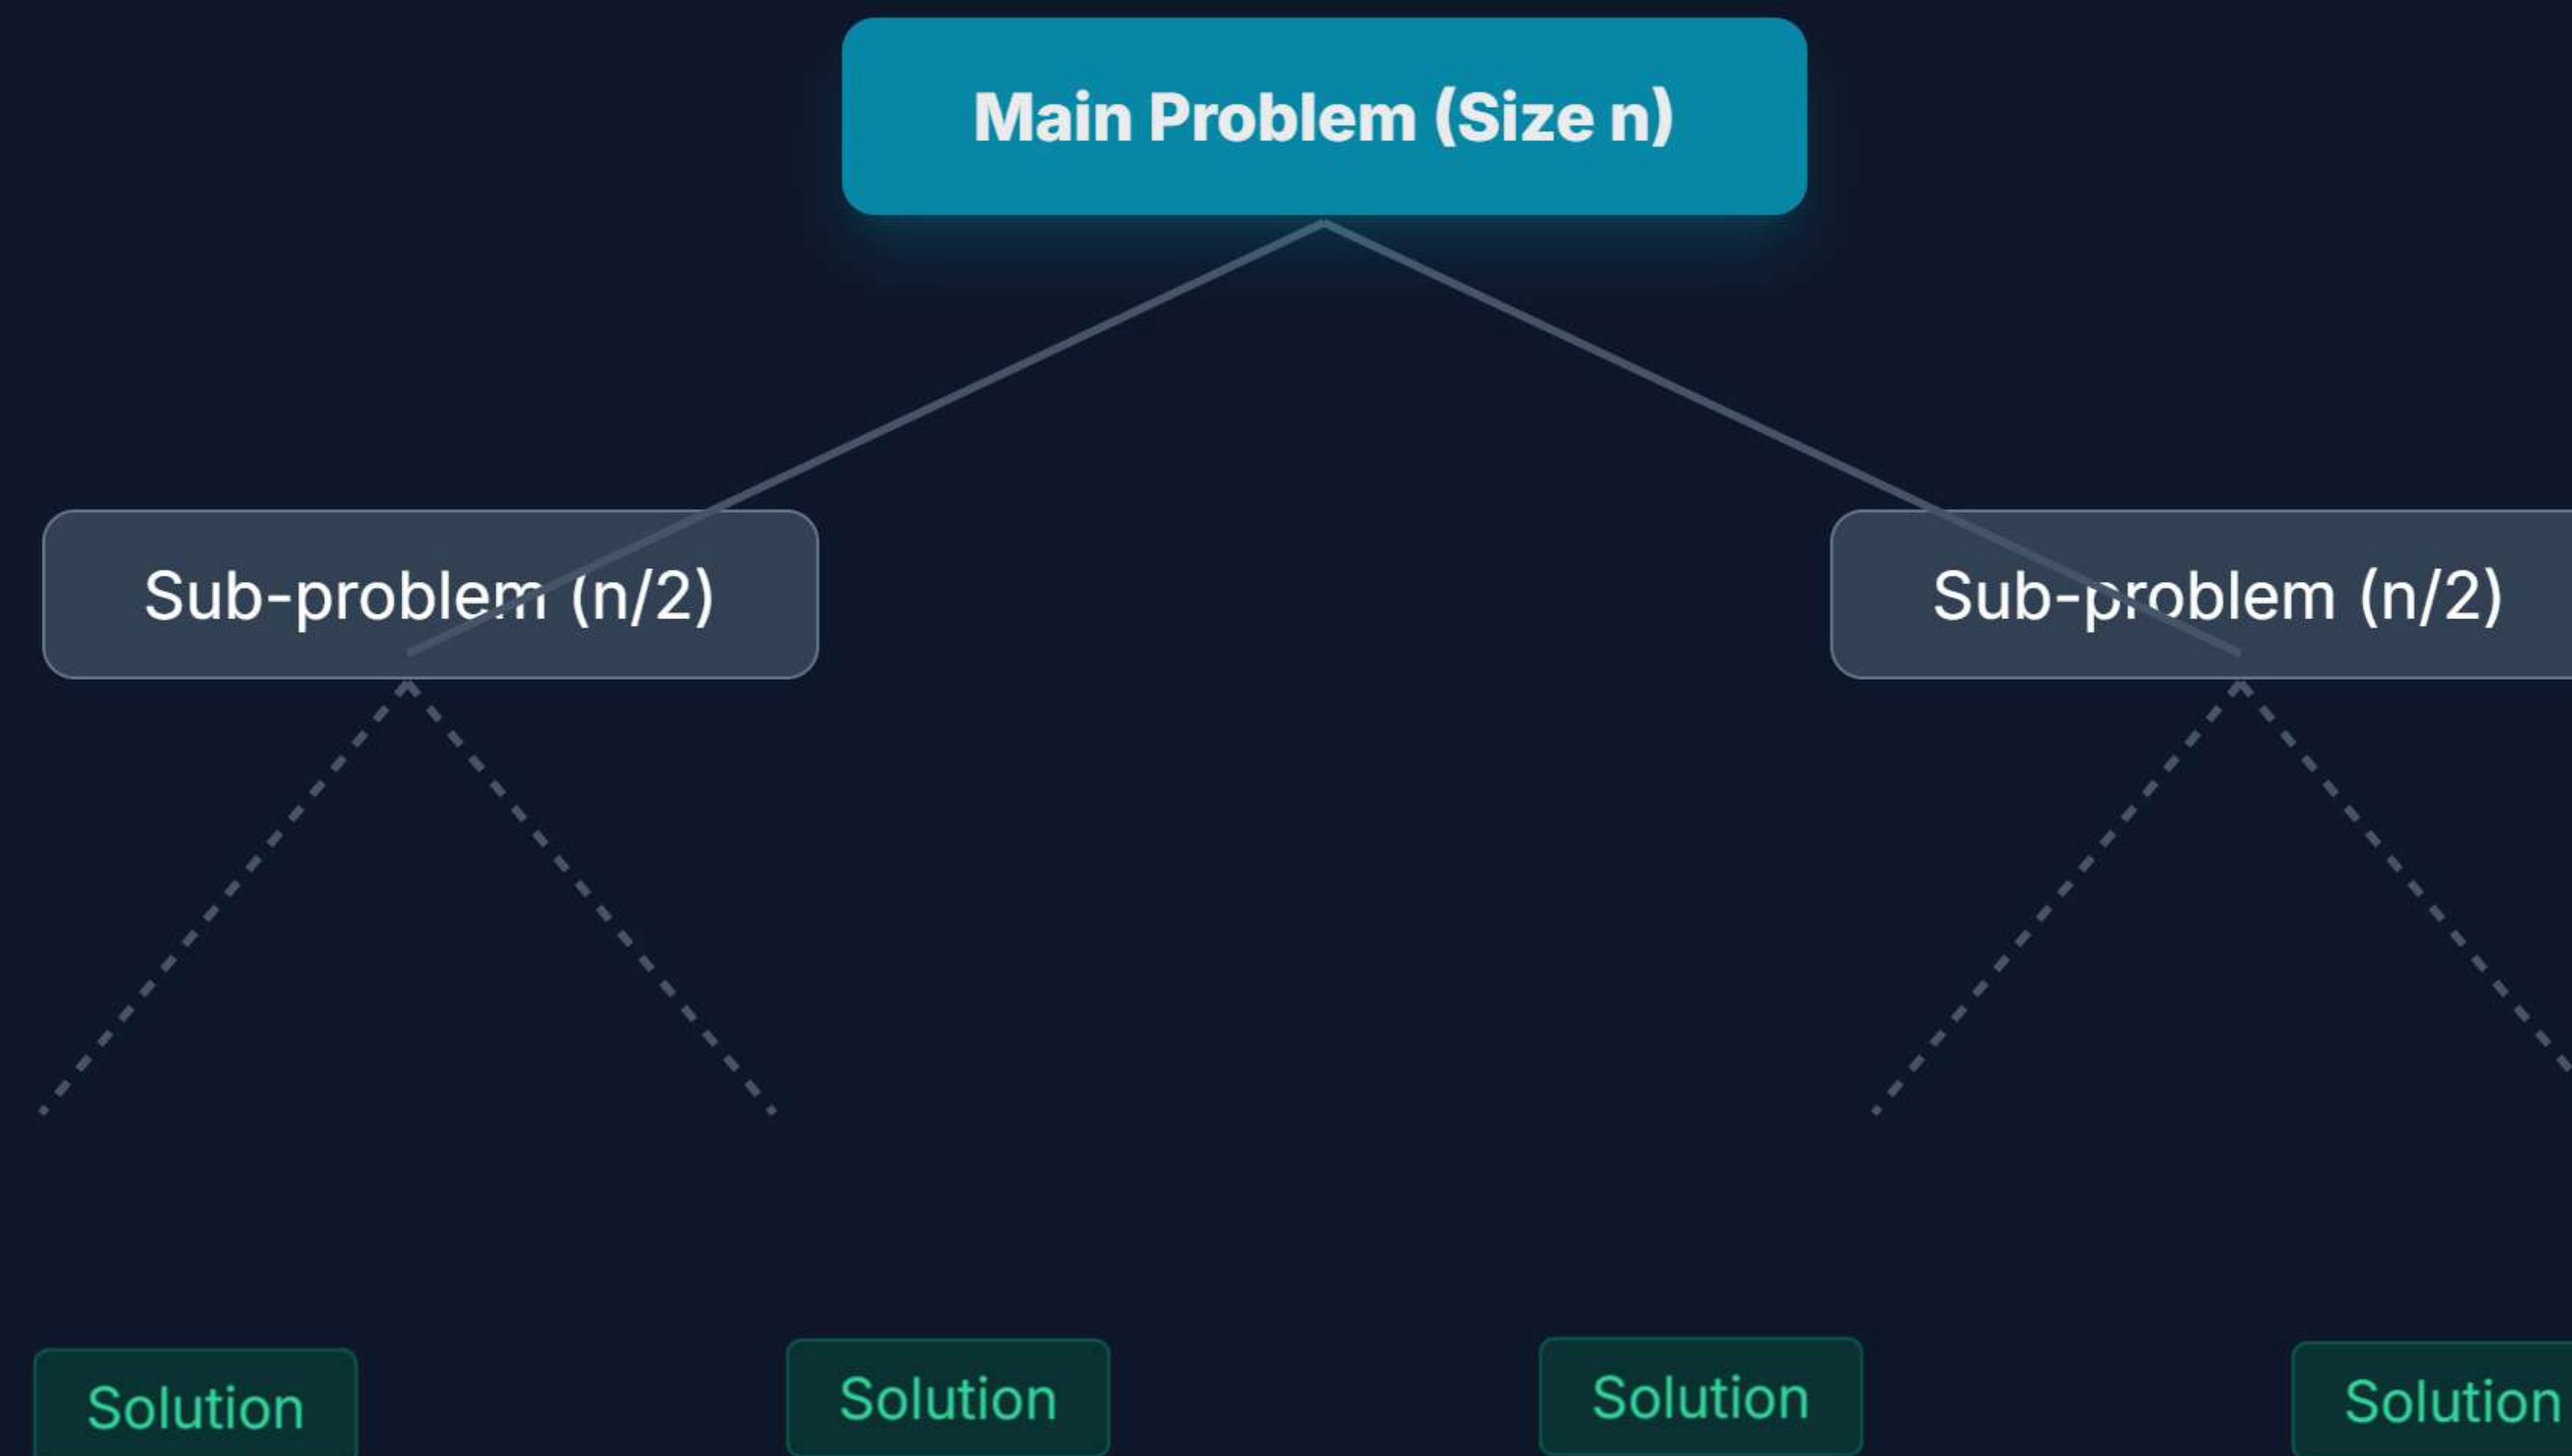 Main Problem (Size n)
Sub-problem (n/2)
Sub-problem (n/2)
Solution
Solution
Solution
Solution